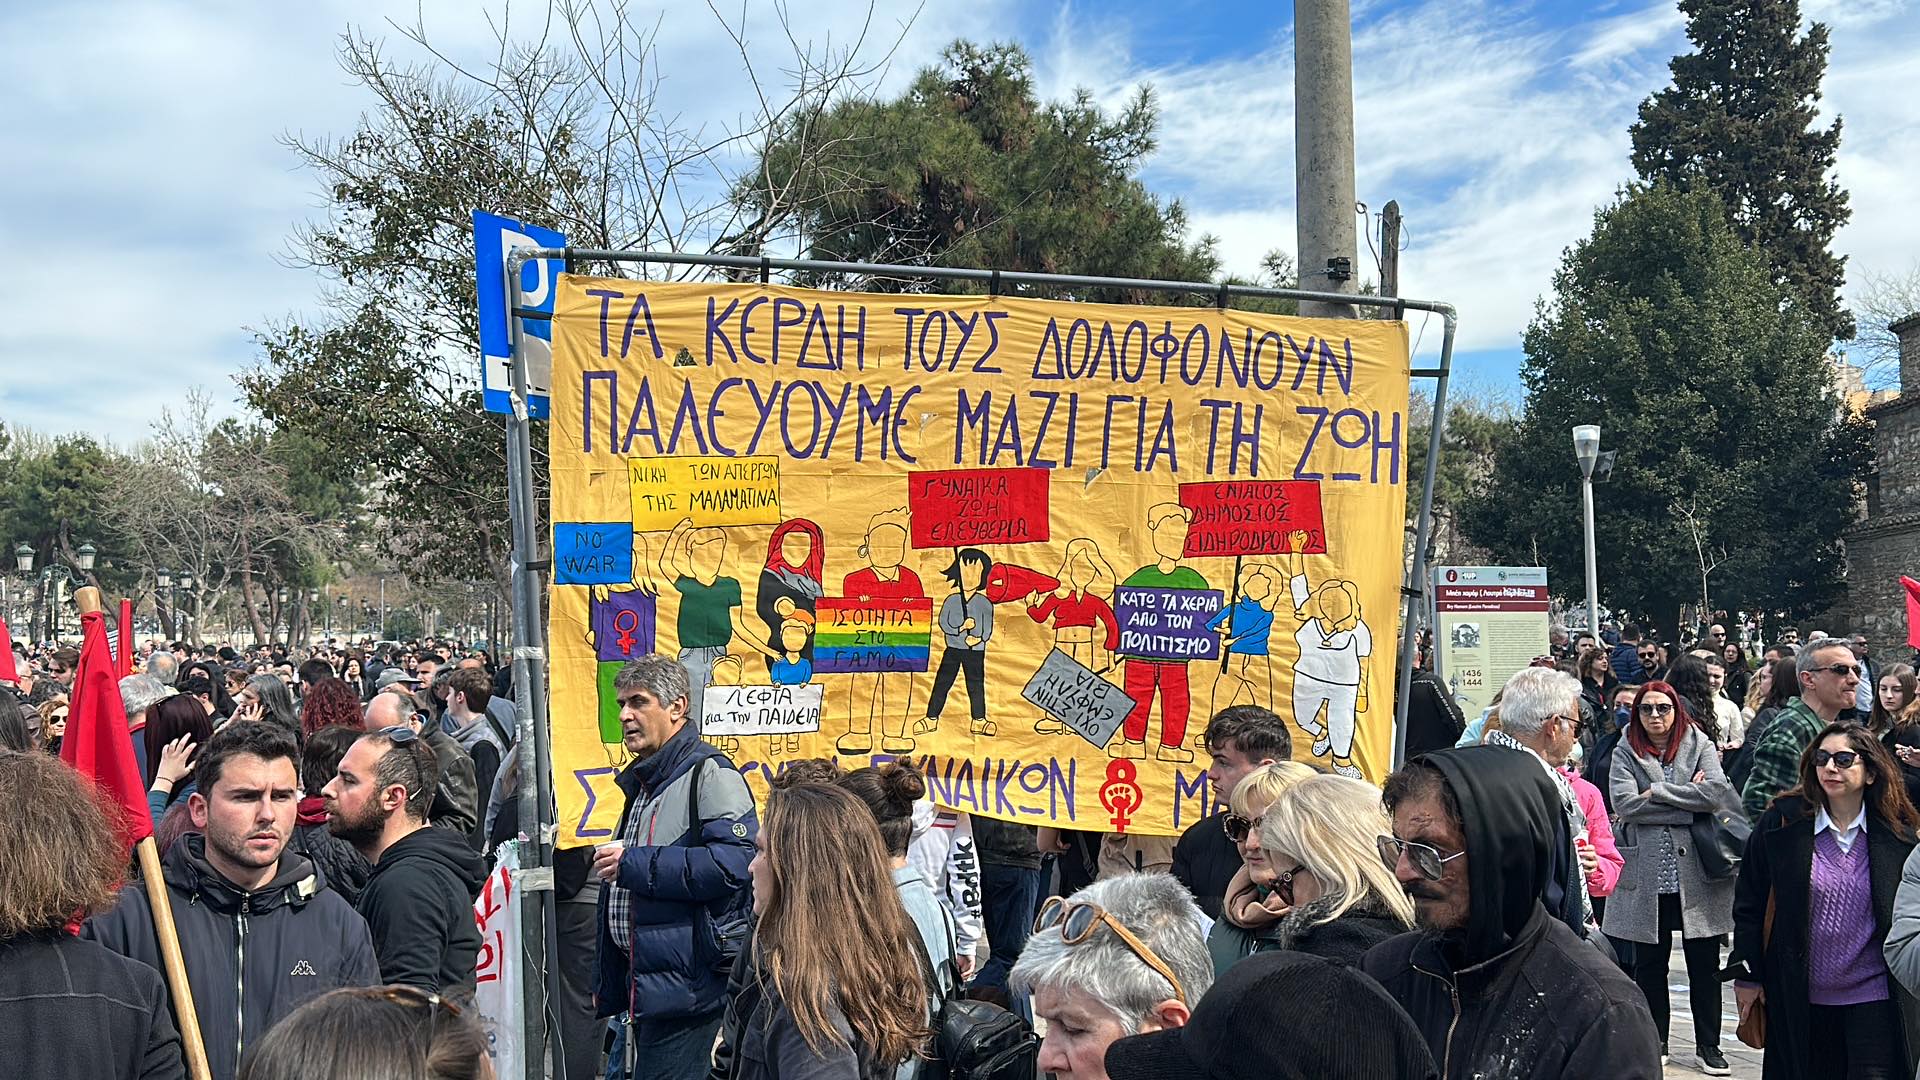 ΤΑ ΚΕΡΔΗ ΤΟΥΣ ΔΟΛΟΦΟΝΟΥΝ
ΠΑΛΕΥΟΥΜΕ ΜΑΖΙ ΓΙΑ ΤΗ ΖΩΗ
ΝΙΚΗ ΤΩΝ ΑΠΕΡΓΩΝ
ΤΗΣ ΜΑΛΑΜΑΤΙΝΑ
ΓΥΝΑΙΚΑ
ΖΩΗ
ΕΛΕΥΘΕΡΙΑ
ΕΝΙΑΙΟΣ
ΔΗΜΟΣΙΟΣ
ΣΙΔΗΡΟΔΡΟΜΟΣ
NO
WAR
ΙΣΟΤΗΤΑ
ΣΤΟ
ΓΑΜΟ
ΚΑΤΩ ΤΑ ΧΕΡΙΑ
ΑΠΟ ΤΟΝ
ΠΟΛΙΤΙΣΜΟ
ΛΕΦΤΑ
για την ΠΑΙΔΕΙΑ
ΟΧΙ ΣΤΗΝ
ΕΜΦΥΛΗ
ΒΙΑ
ΓΥΝΑΙΚΩΝ
P
1436
1444